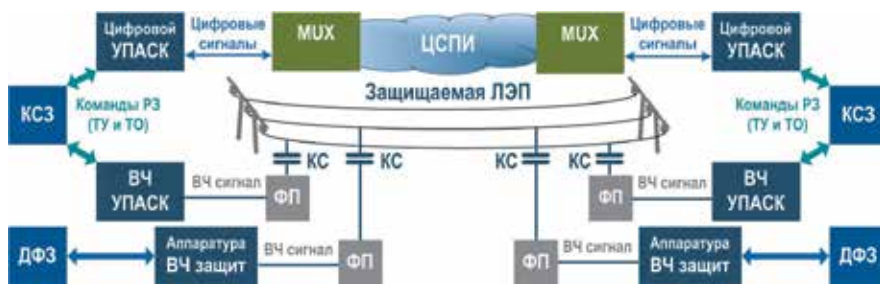 Цифровой
УПАСК
Цифровые
сигналы
MUX
ЦСПИ
MUX
Цифровые
сигналы
Цифровой
УПАСК
Защищаемая ЛЭП
КСЗ
Команды РЗ
(ТУ и ТО)
Команды РЗ
(ТУ и ТО)
КСЗ
КС
КС
КС
КС
ВЧ
УПАСК
ВЧ сигнал
ФП
ФП
ВЧ сигнал
ВЧ
УПАСК
ДФЗ
Аппаратура
ВЧ защит
ВЧ сигнал
ФП
ФП
ВЧ сигнал
Аппаратура
ВЧ защит
ДФЗ